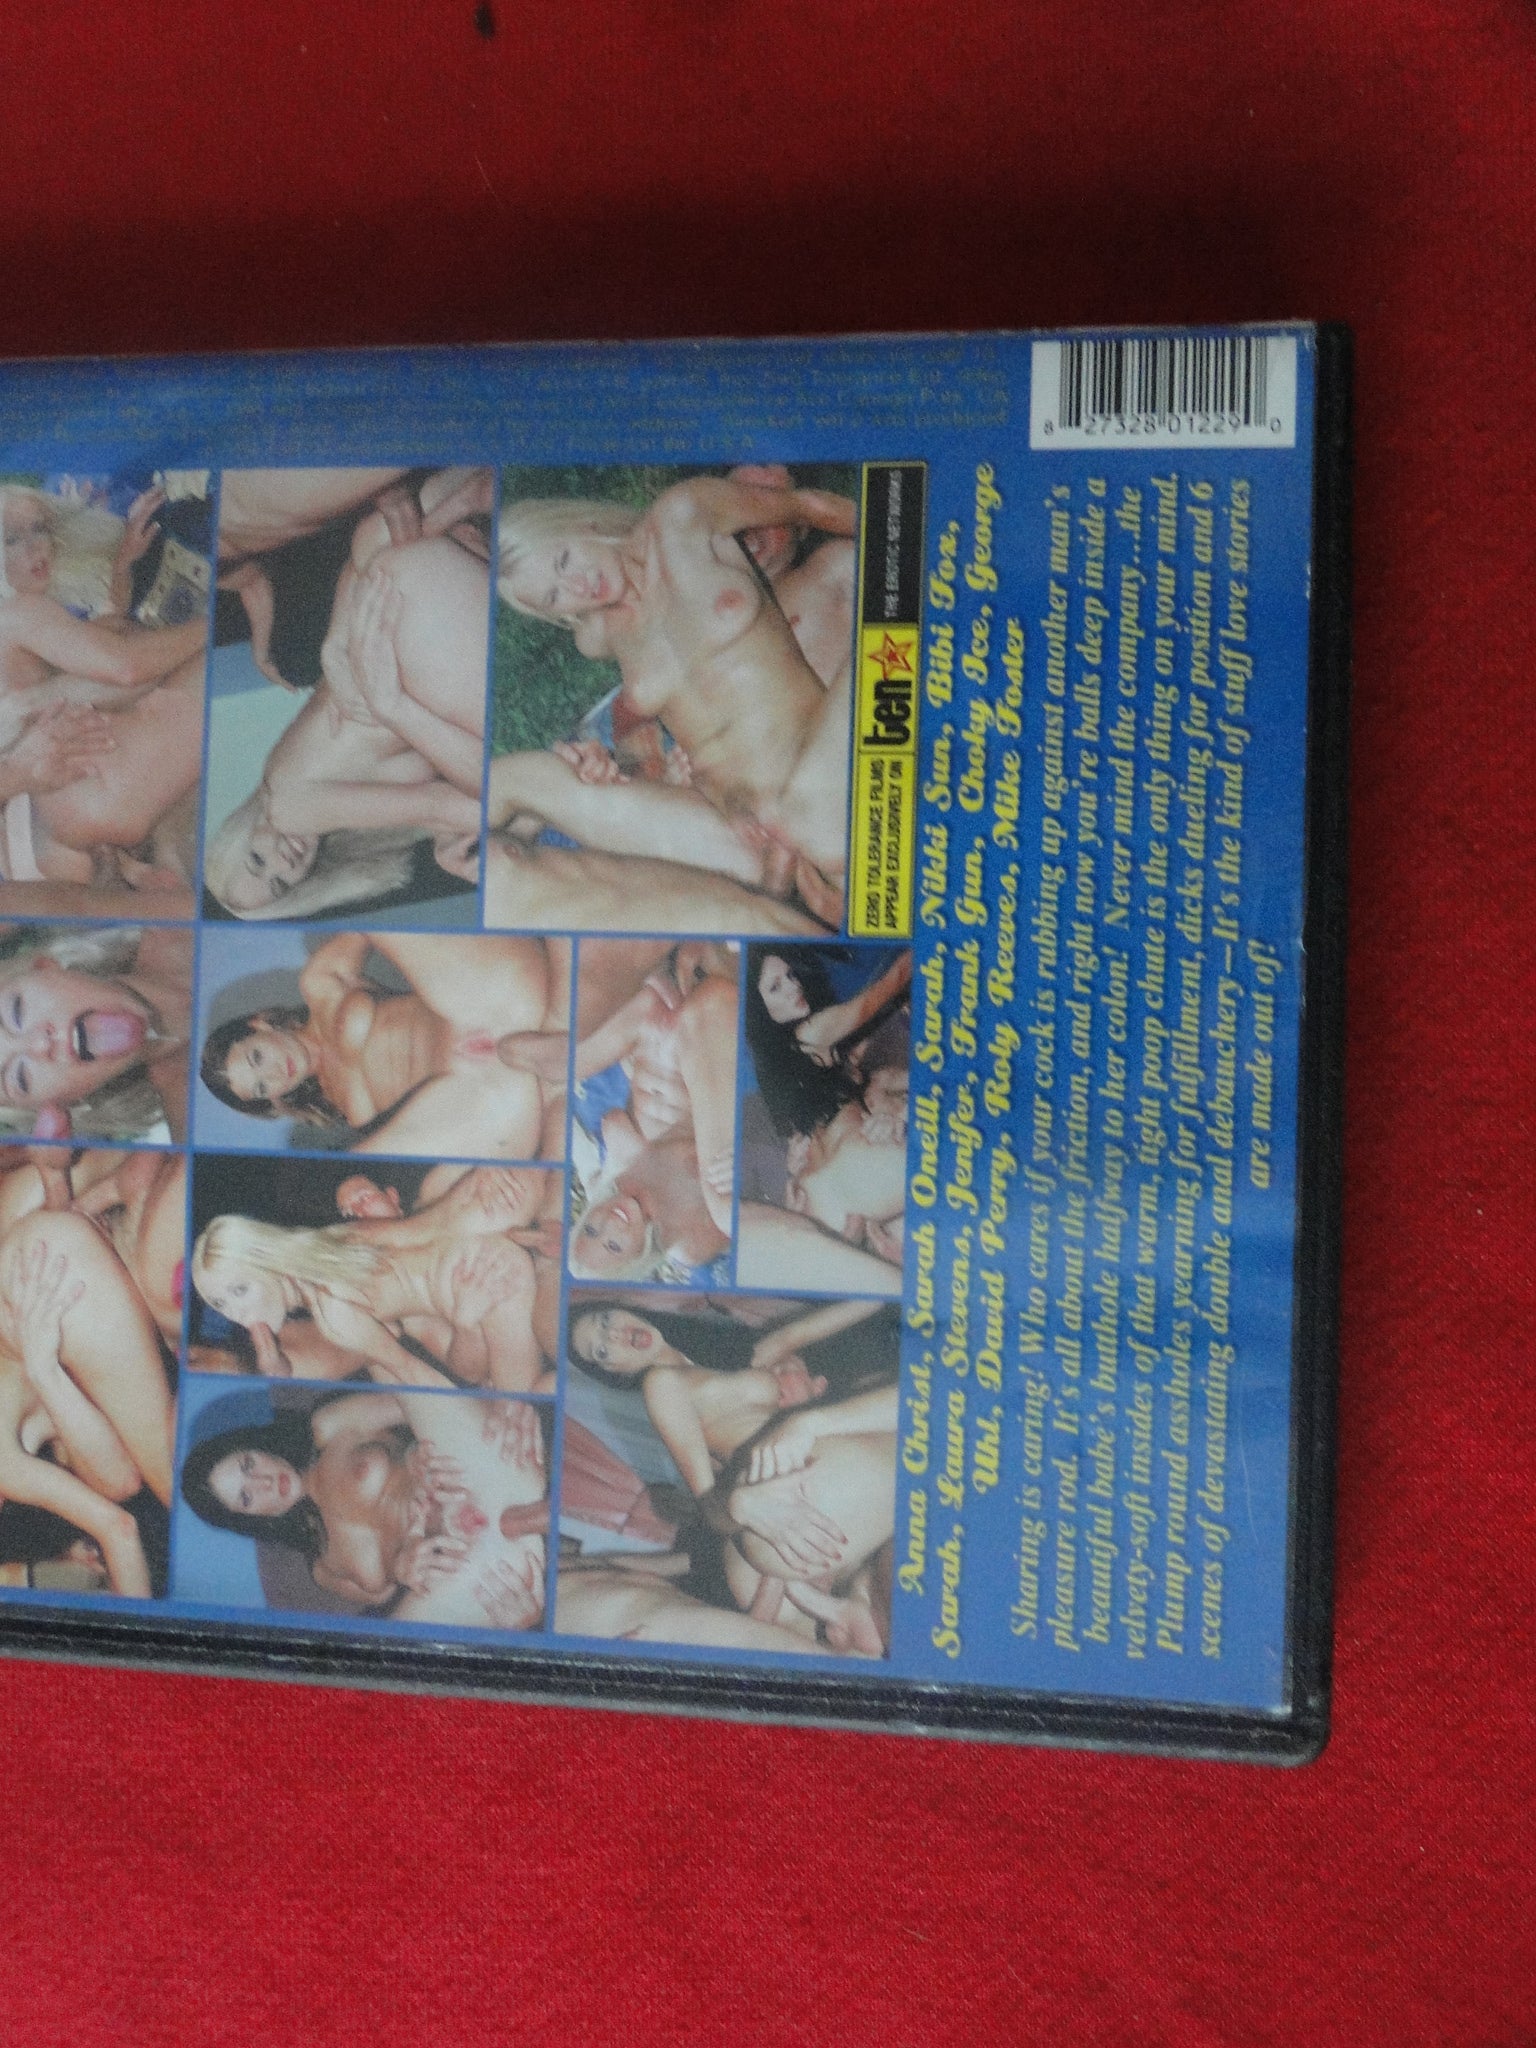 ZERO TOLERANCE FILMS
APPEAR EXCLUSIVELY ON
ten
THE EROTIC NETWORKS
Anna Christ, Sarah Oneill, Sarah, Nikki Sun, Bibi Fox,
Sarah, Laura Stevens, Jenifer, Frank Gun, Choky Ice, George
Uhl, David Perry, Roly Reeves, Mike Foster
Sharing is caring! Who cares if your cock is rubbing up against another man's
pleasure rod. It's all about the friction, and right now you're balls deep inside a
beautiful babe's butthole halfway to her colon! Never mind the company...the
velvety-soft insides of that warm, tight poop chute is the only thing on your mind.
Plump round assholes yearning for fulfillment, dicks dueling for position and 6
scenes of devastating double anal debauchery—It's the kind of stuff love stories
are made out of!
8 27328 01229 0